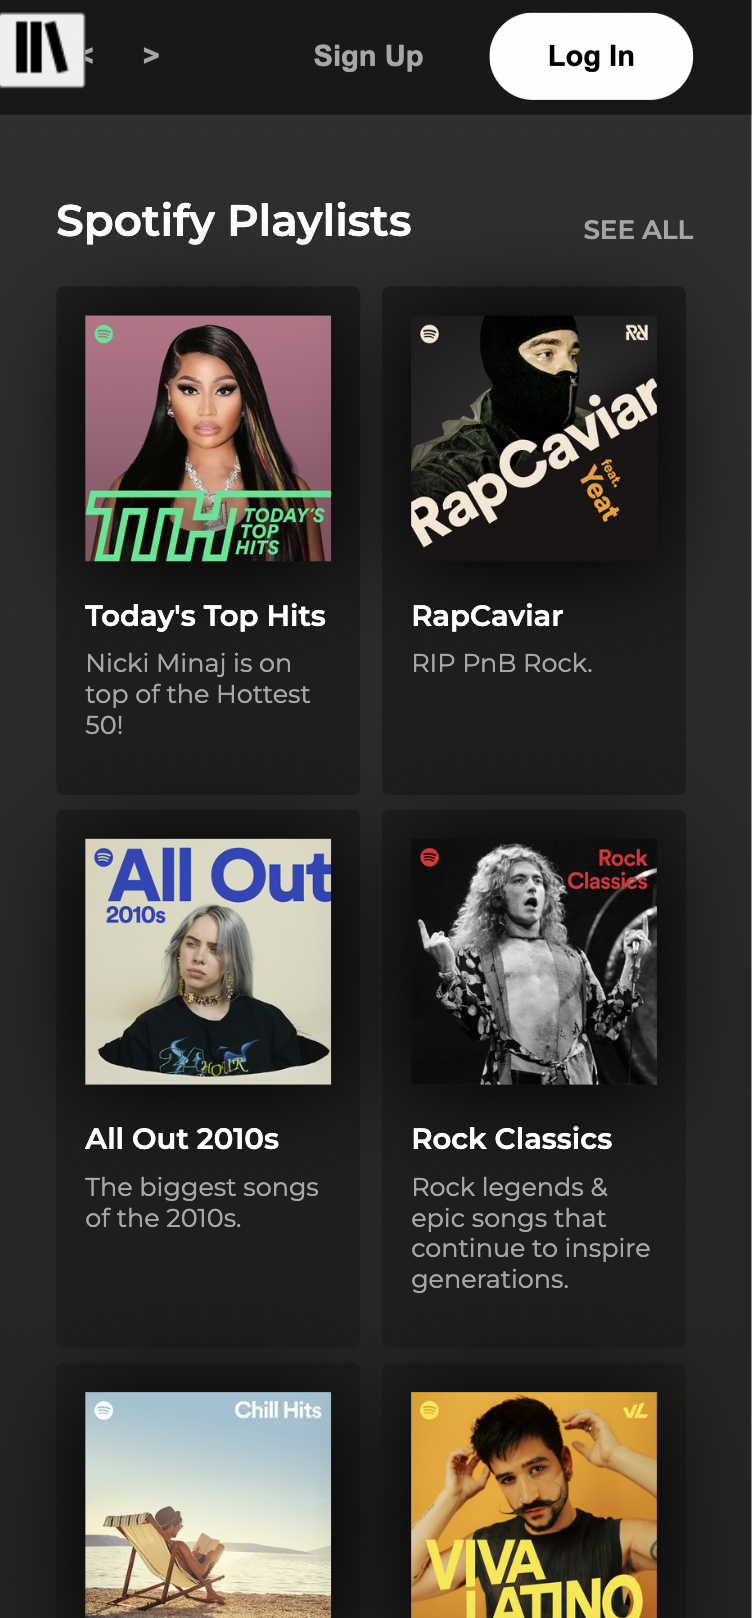 < > Sign Up Log In
Spotify Playlists SEE ALL
TTH TODAY'S
TOP
HITS
Today's Top Hits
Nicki Minaj is on
top of the Hottest
50!
RapCaviar
feat.
Yeat
RapCaviar
RIP PnB Rock.
All Out
2010s
All Out 2010s
The biggest songs
of the 2010s.
Rock
Classics
Rock Classics
Rock legends &
epic songs that
continue to inspire
generations.
Chill Hits
VL
VIVA
LATINO